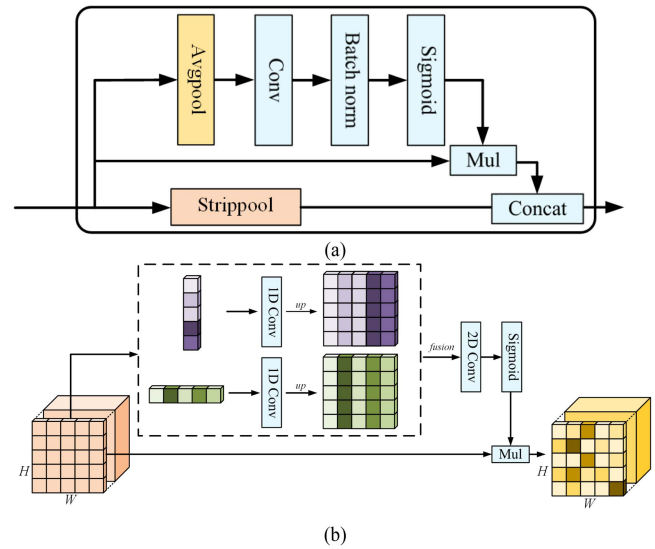 Avgpool
Conv
Batch norm
Sigmoid
Mul
Strippool
Concat
(a)
1D Conv
up
1D Conv
up
fusion
2D Conv
Sigmoid
Mul
H
W
H
W
(b)